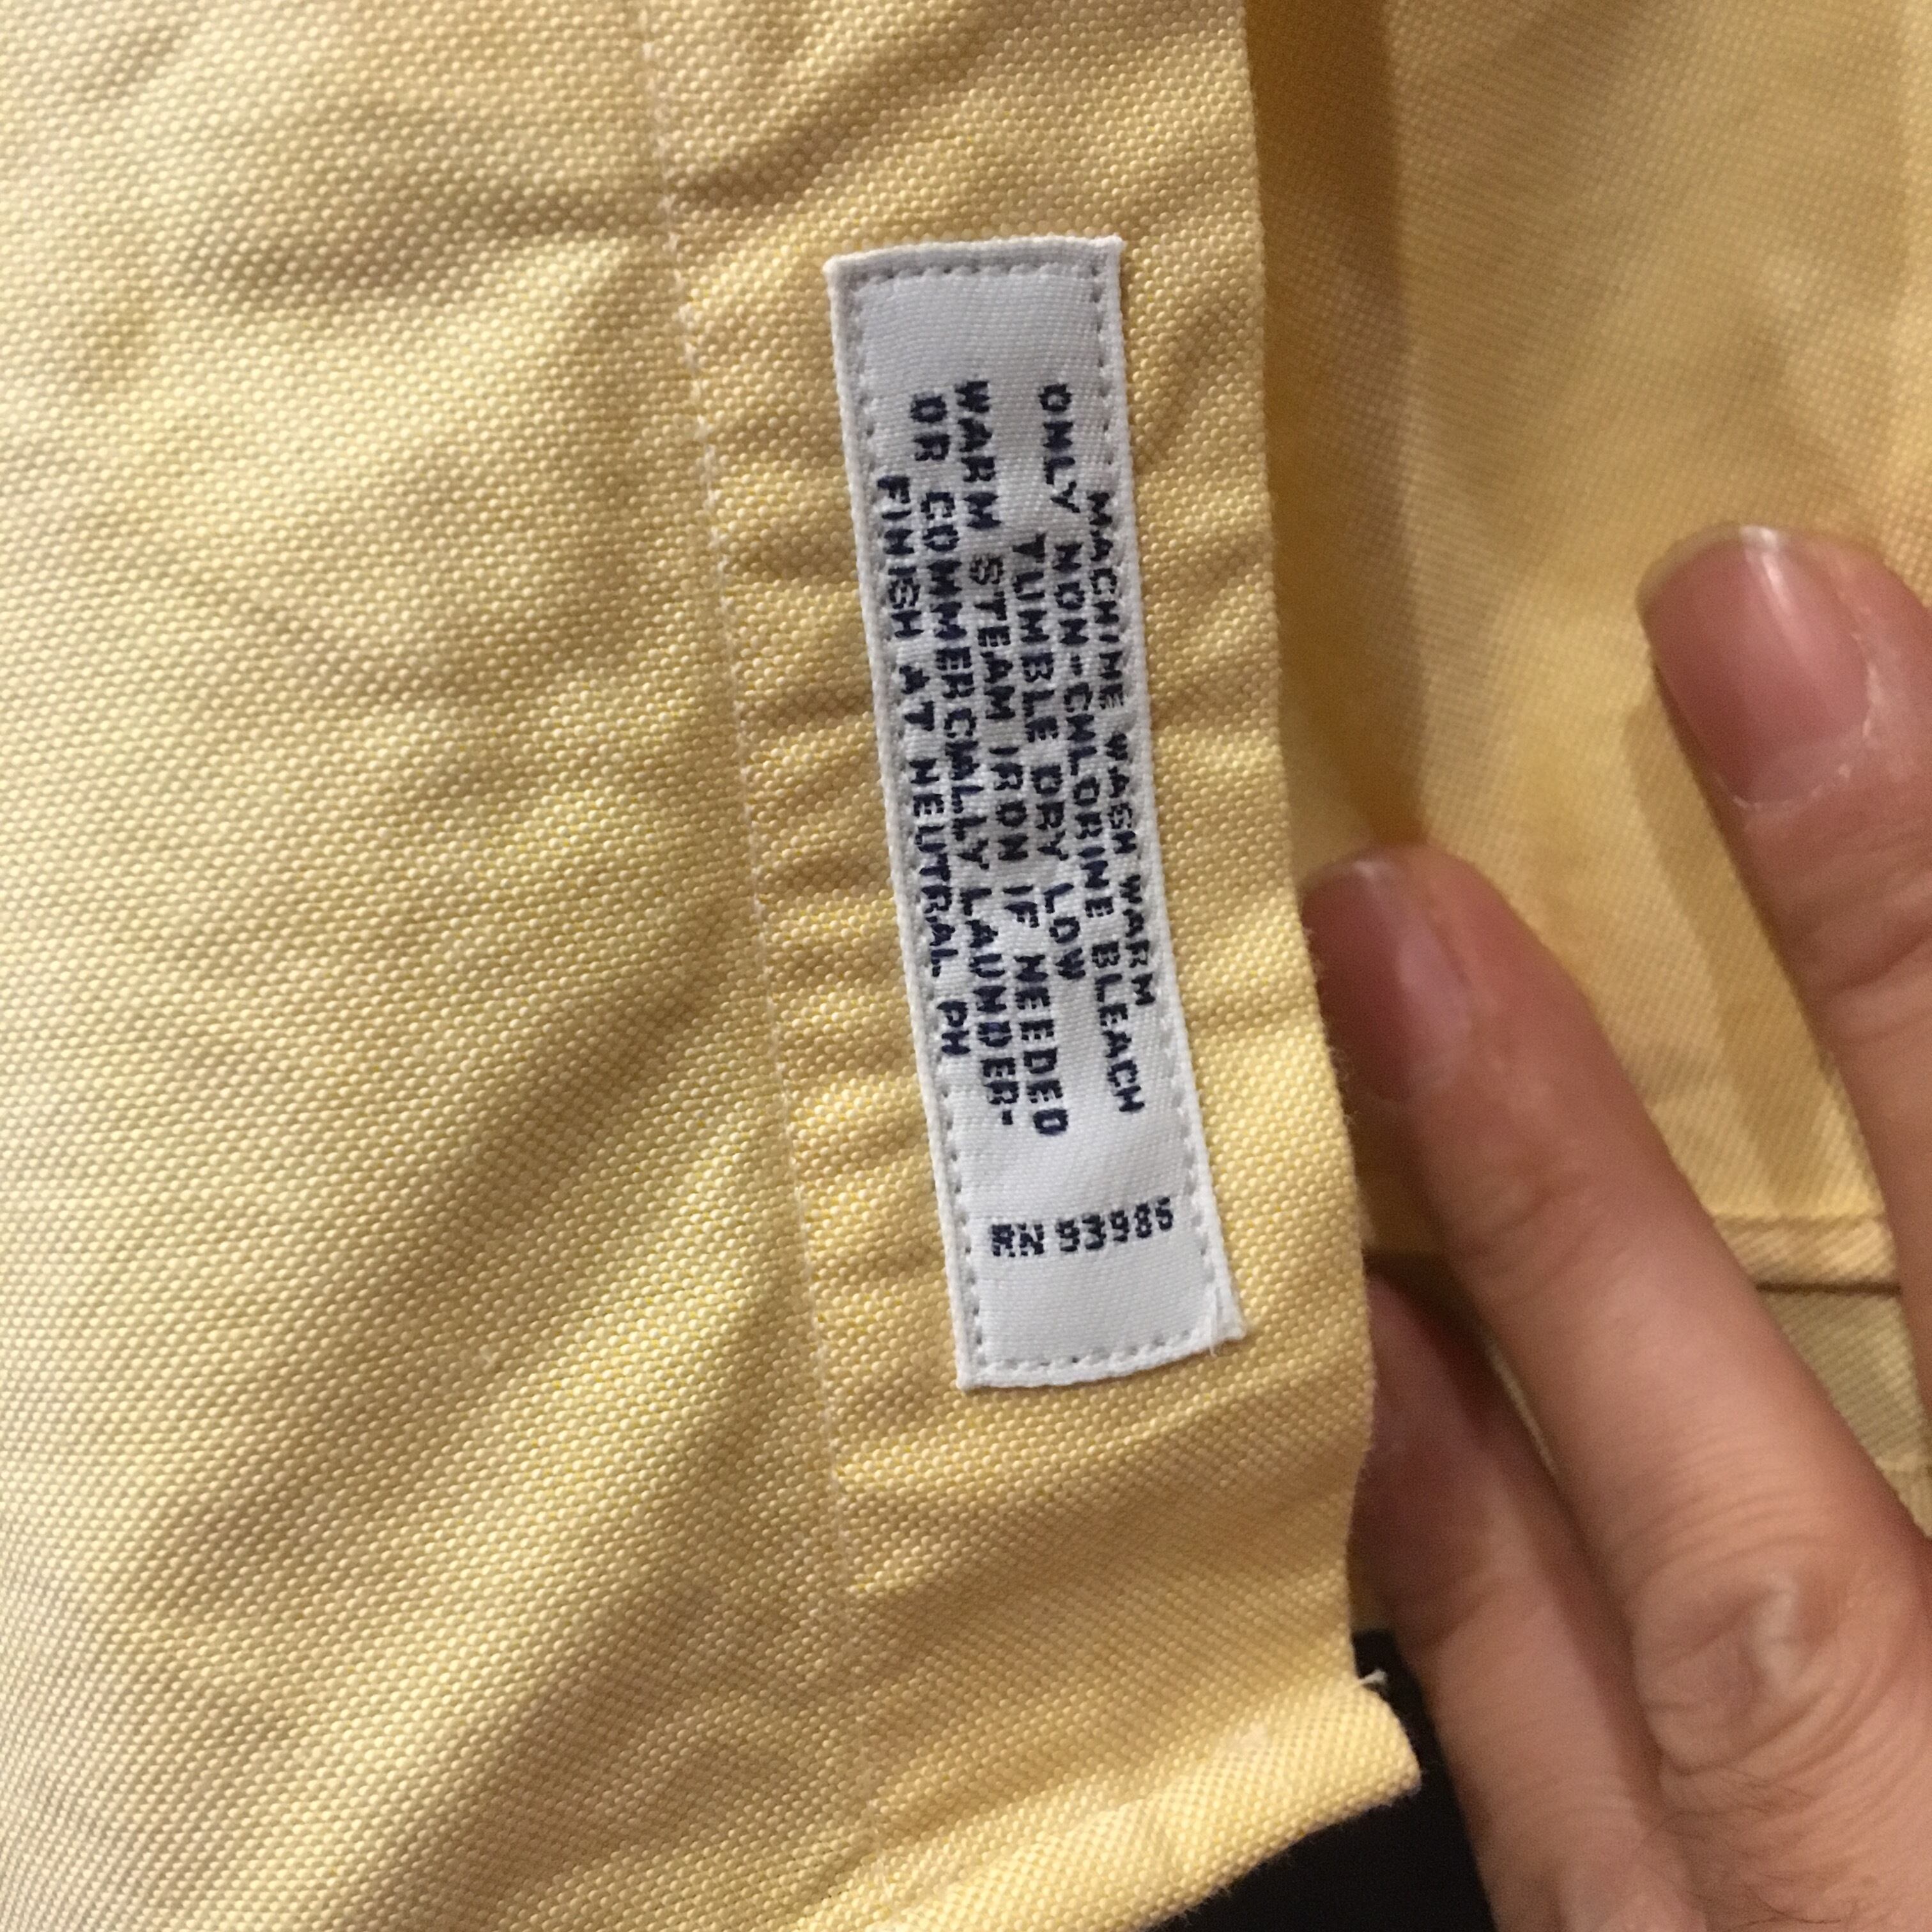 MACHINE WASH WARM
ONLY NON-CHLORINE BLEACH
TUMBLE DRY LOW
WARM STEAM IRON IF NEEDED
OR COMMERCIALLY LAUNDER-
FINISH AT NEUTRAL PH
RN 93985